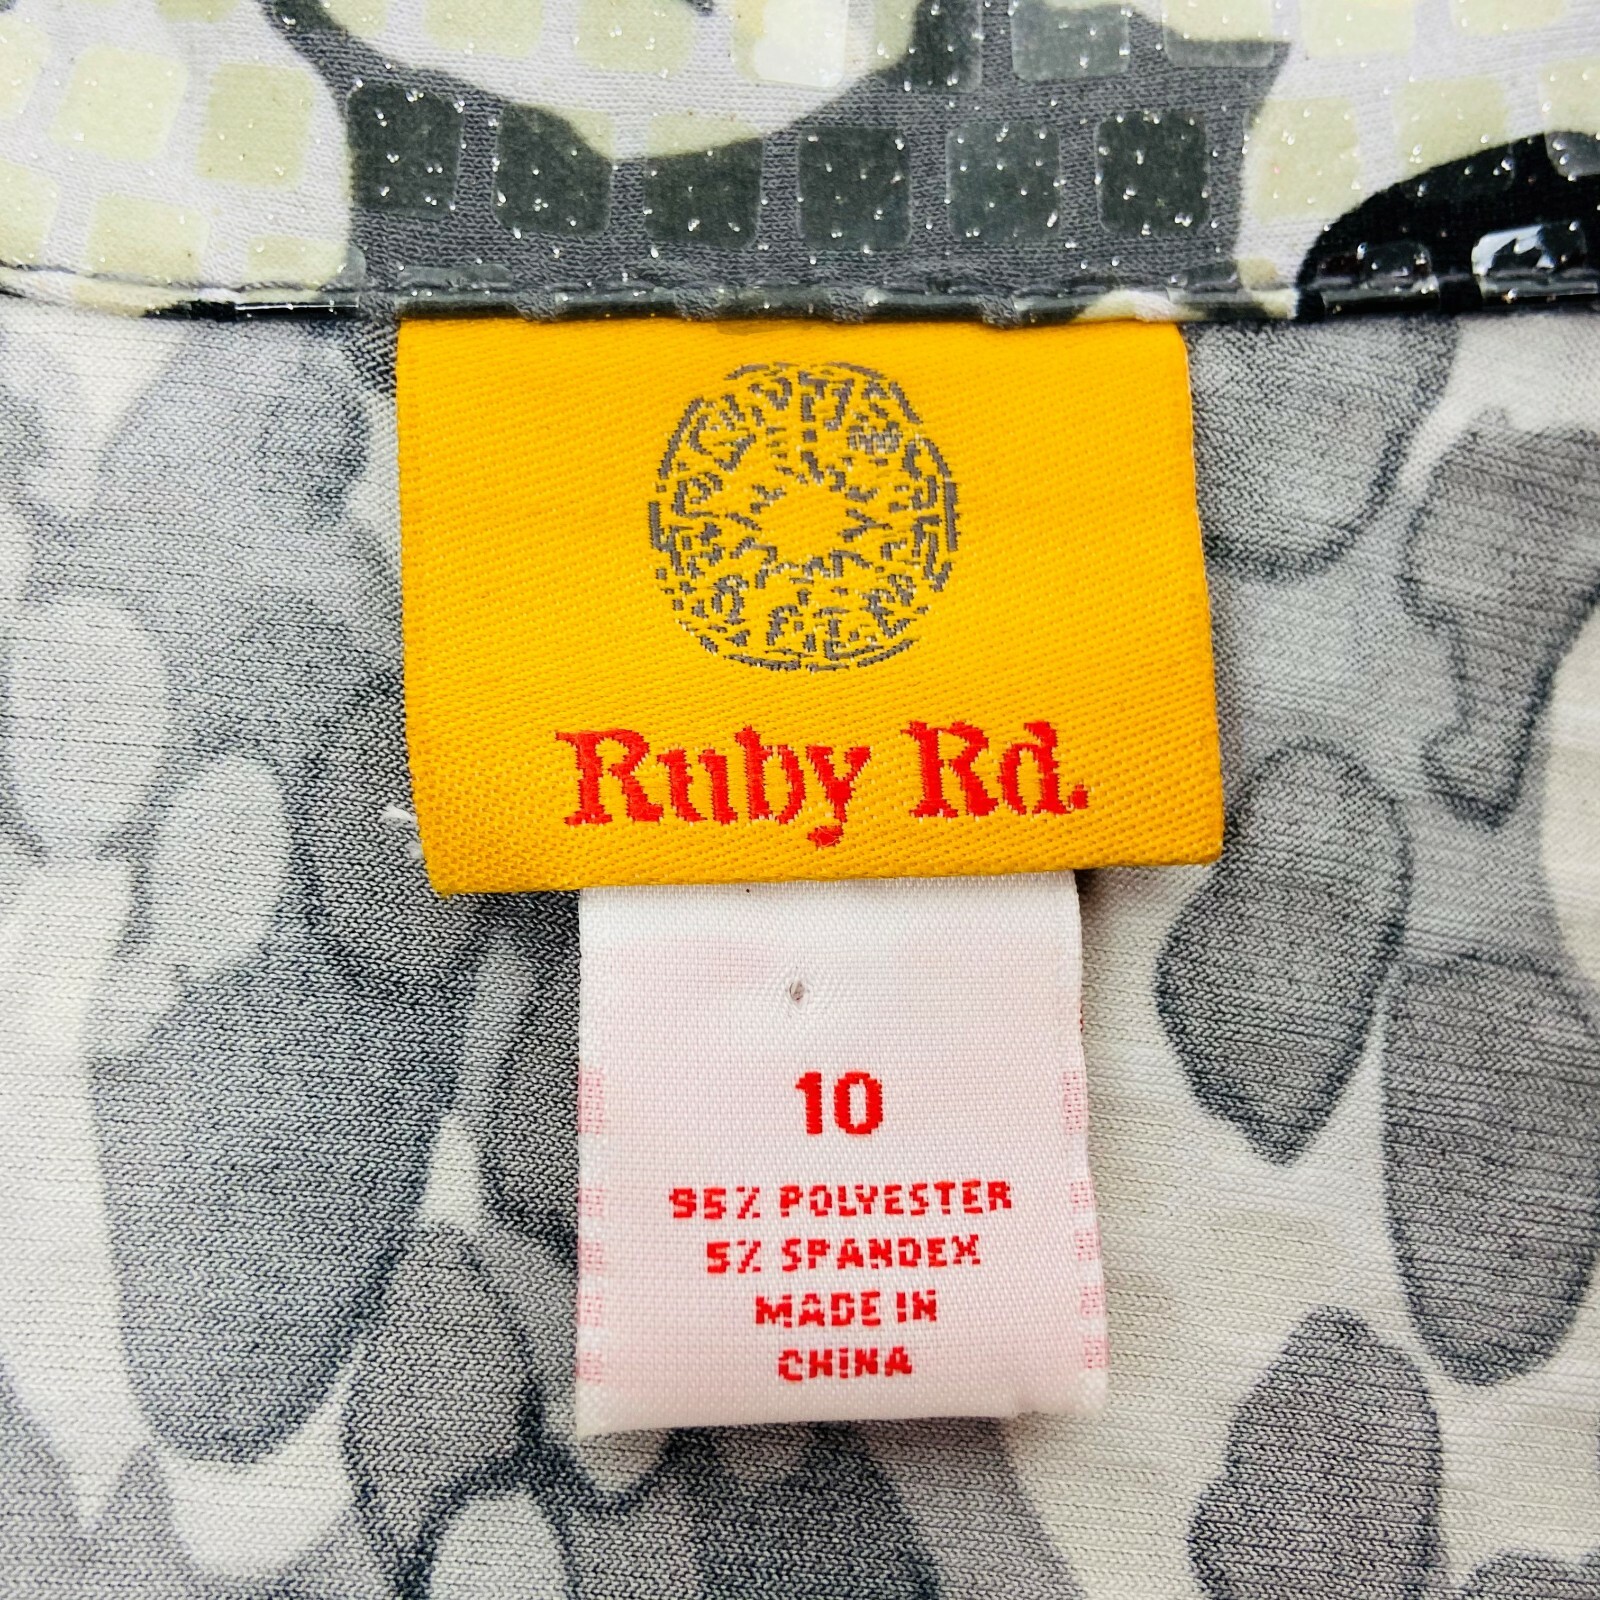 Ruby Rd.
10
95% POLYESTER
5% SPANDEX
MADE IN
CHINA